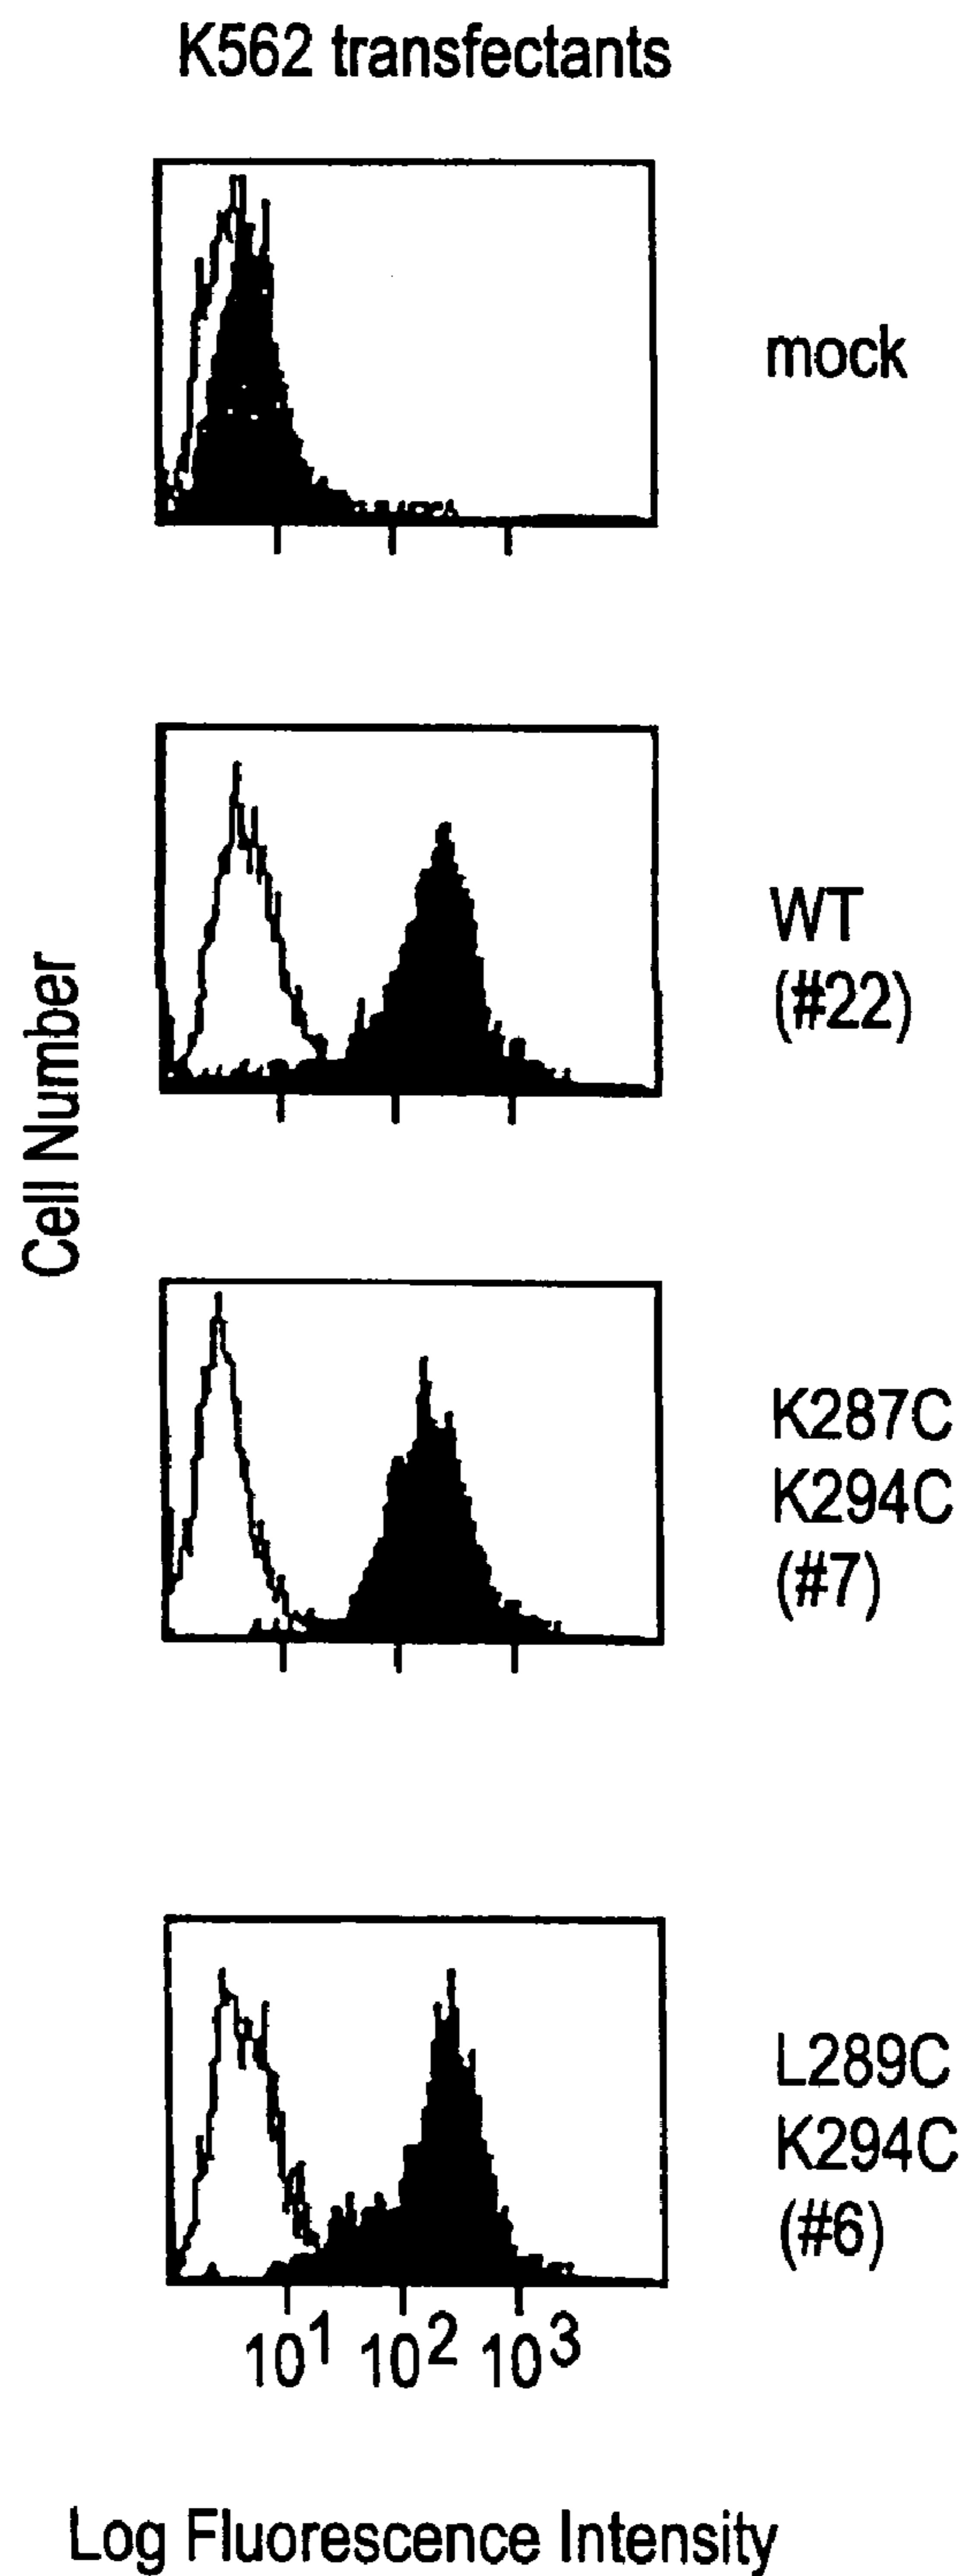 K562 transfectants
mock
WT
(#22)
Cell Number
K287C
K294C
(#7)
L289C
K294C
(#6)
10¹ 10² 10³
Log Fluorescence Intensity